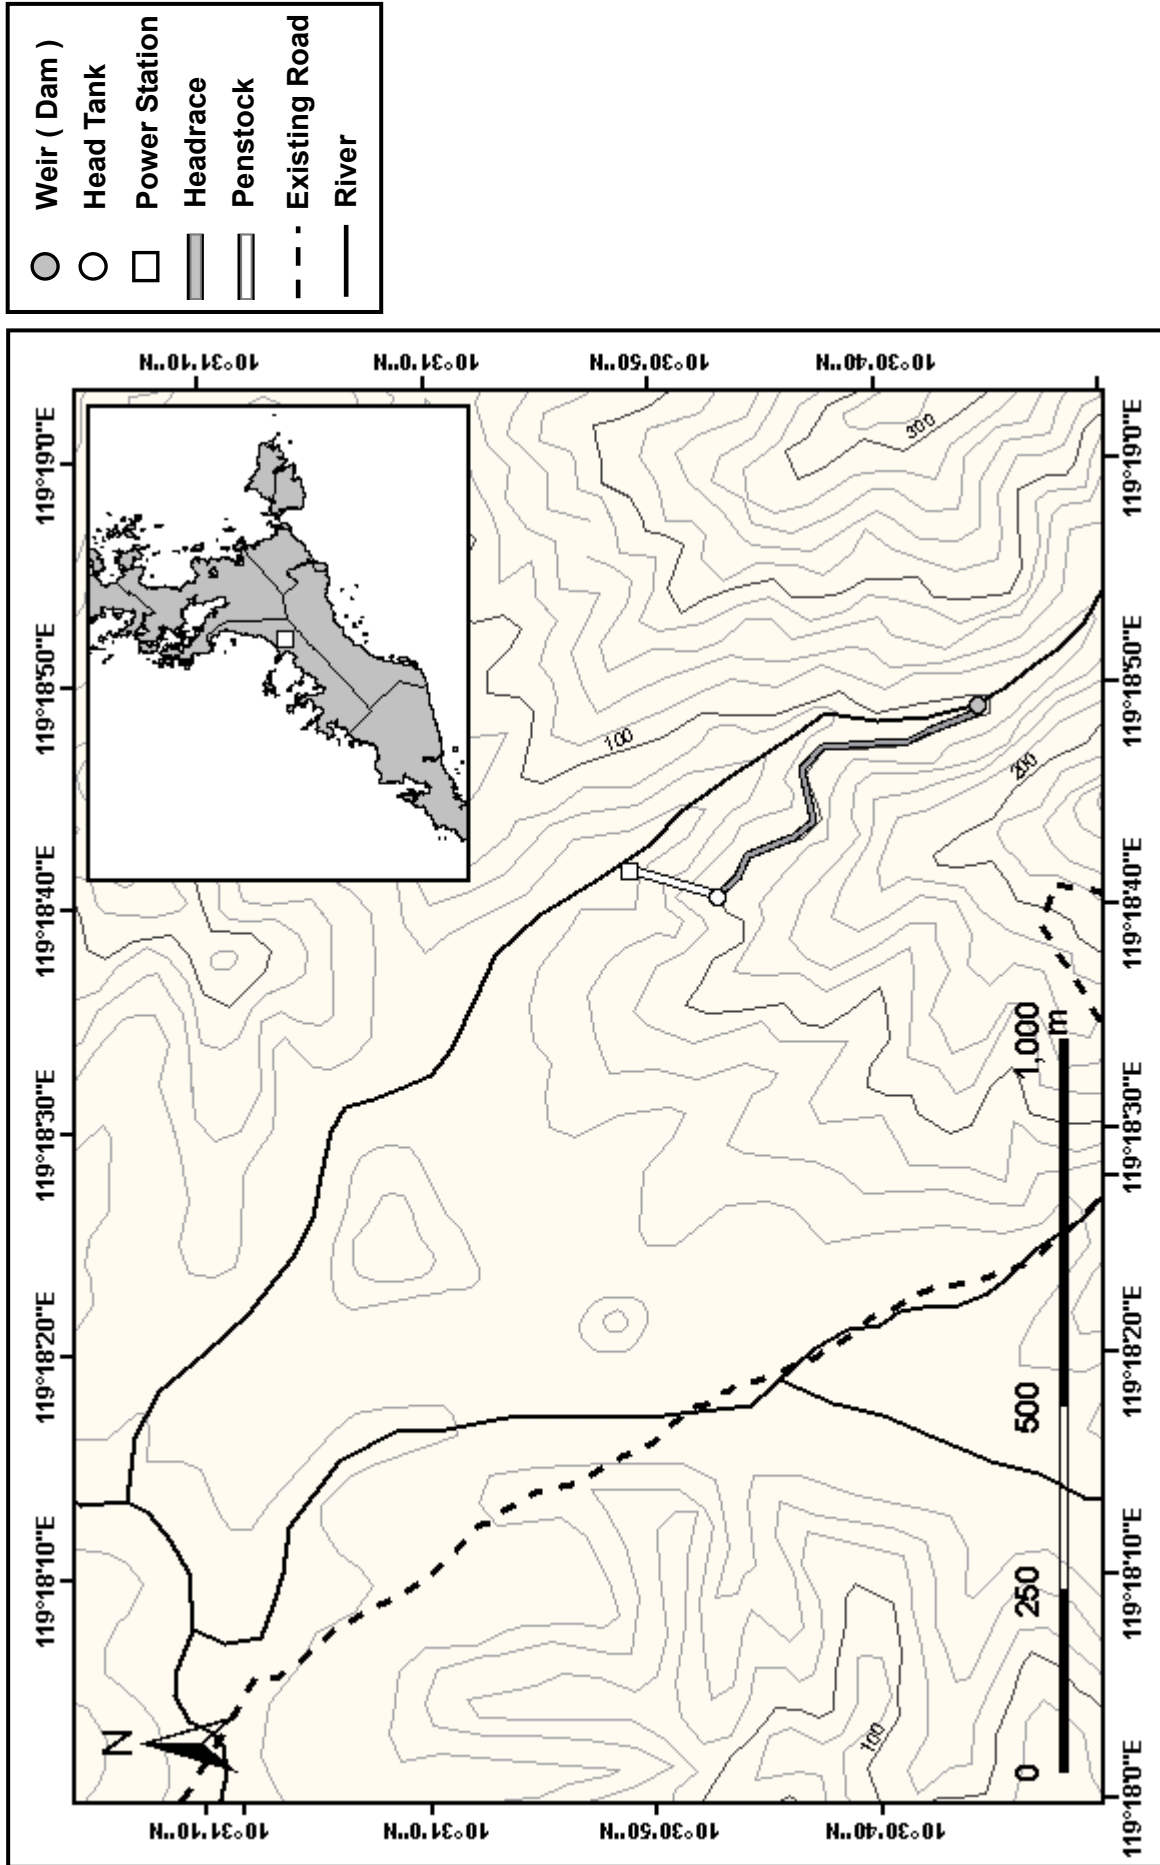 Weir ( Dam )
Head Tank
Power Station
Headrace
Penstock
Existing Road
River
119°18'0"E
119°18'10"E
119°18'20"E
119°18'30"E
119°18'40"E
119°18'50"E
119°19'0"E
10°31'10"N
10°31'10"N
10°31'0"N
10°31'0"N
10°30'50"N
10°30'50"N
10°30'40"N
10°30'40"N
N
100
300
200
100
0
250
500
1,000
m
119°18'0"E
119°18'10"E
119°18'20"E
119°18'30"E
119°18'40"E
119°18'50"E
119°19'0"E